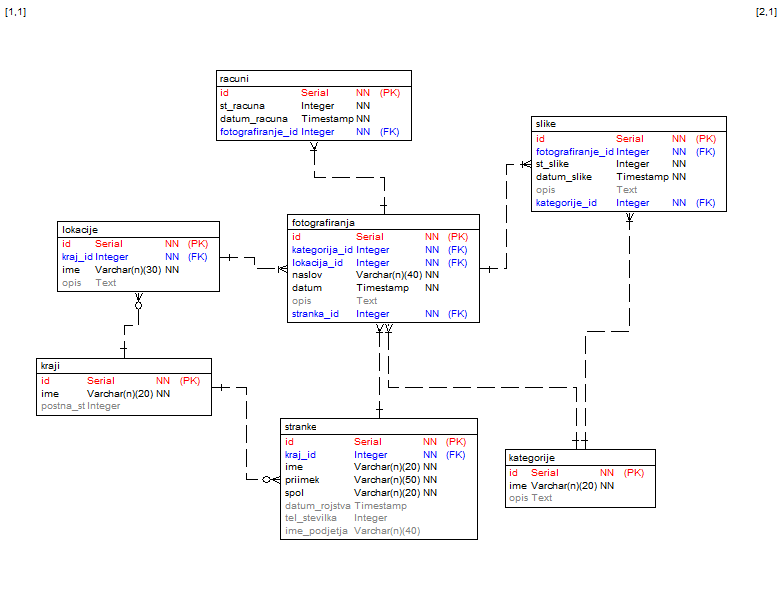 [1,1]
[2,1]
racuni
id Serial NN (PK)
st_racuna Integer NN
datum_racuna Timestamp NN
fotografiranje_id Integer NN (FK)
slike
id Serial NN (PK)
fotografiranje_id Integer NN (FK)
st_slike Integer NN
datum_slike Timestamp NN
opis Text
kategorije_id Integer NN (FK)
lokacije
id Serial NN (PK)
kraj_id Integer NN (FK)
ime Varchar(n)(30) NN
opis Text
fotografiranja
id Serial NN (PK)
kategorija_id Integer NN (FK)
lokacija_id Integer NN (FK)
naslov Varchar(n)(40) NN
datum Timestamp NN
opis Text
stranka_id Integer NN (FK)
kraji
id Serial NN (PK)
ime Varchar(n)(20) NN
postna_st Integer
stranke
id Serial NN (PK)
kraj_id Integer NN (FK)
ime Varchar(n)(20) NN
priimek Varchar(n)(50) NN
spol Varchar(n)(20) NN
datum_rojstva Timestamp
tel_stevilka Integer
ime_podjetja Varchar(n)(40)
kategorije
id Serial NN (PK)
ime Varchar(n)(20) NN
opis Text